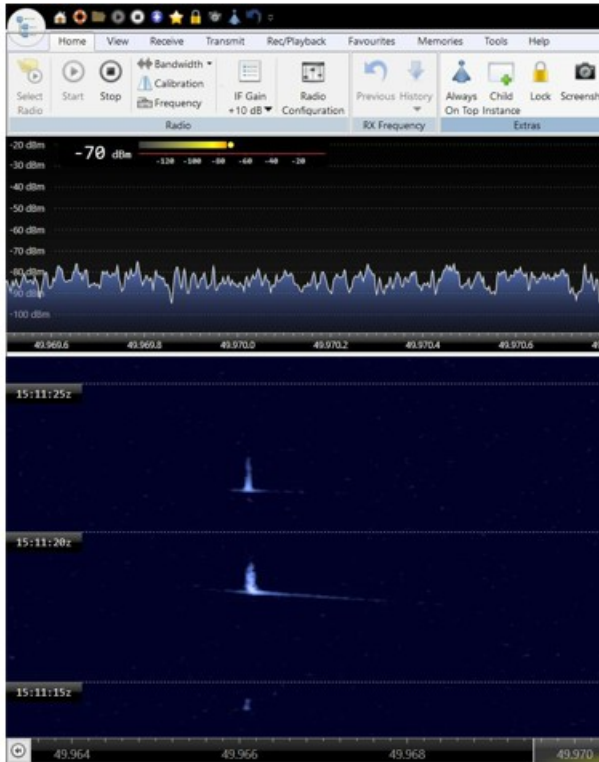 Home View Receive Transmit Rec/Playback Favourites Memories Tools Help
Bandwidth
Calibration
Frequency
Select Radio
Start
Stop
IF Gain
+10 dB
Radio
Configuration
Previous
History
Always
On Top
Child
Instance
Lock
Screensh
Radio
RX Frequency
Extras
-20 dBm
-70 dBm
-120 -100 -80 -60 -40 -20
-30 dBm
-40 dBm
-50 dBm
-60 dBm
-70 dBm
-80 dBm
-90 dBm
-100 dBm
49.969.6 49.969.8 49.970.0 49.970.2 49.970.4 49.970.6
15:11:25z
15:11:20z
15:11:15z
49.964 49.966 49.968 49.970